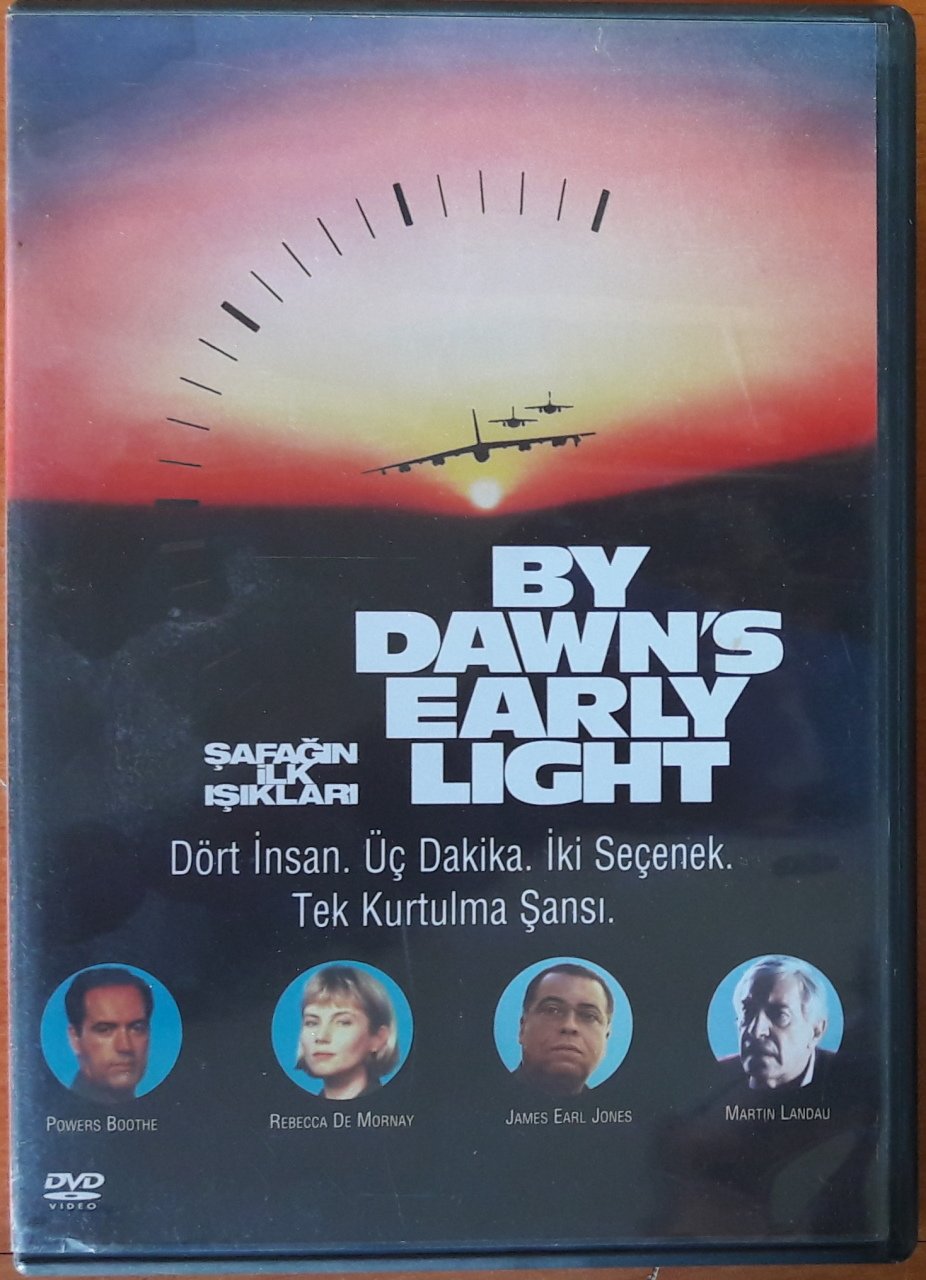 BY
DAWN'S
EARLY
LIGHT
ŞAFAĞIN
İLK
IŞIKLARI
Dört İnsan. Üç Dakika. İki Seçenek.
Tek Kurtulma Şansı.
POWERS BOOTHE
REBECCA DE MORNAY
JAMES EARL JONES
MARTIN LANDAU
DVD
VIDEO